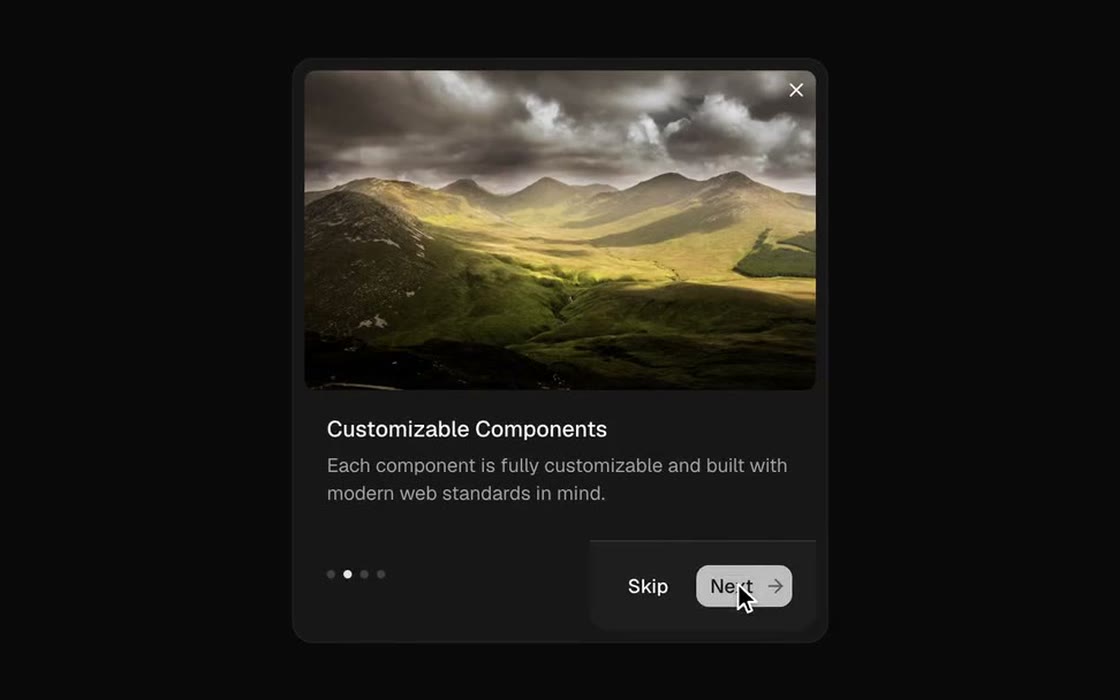 Customizable Components
Each component is fully customizable and built with
modern web standards in mind.
Skip
Next